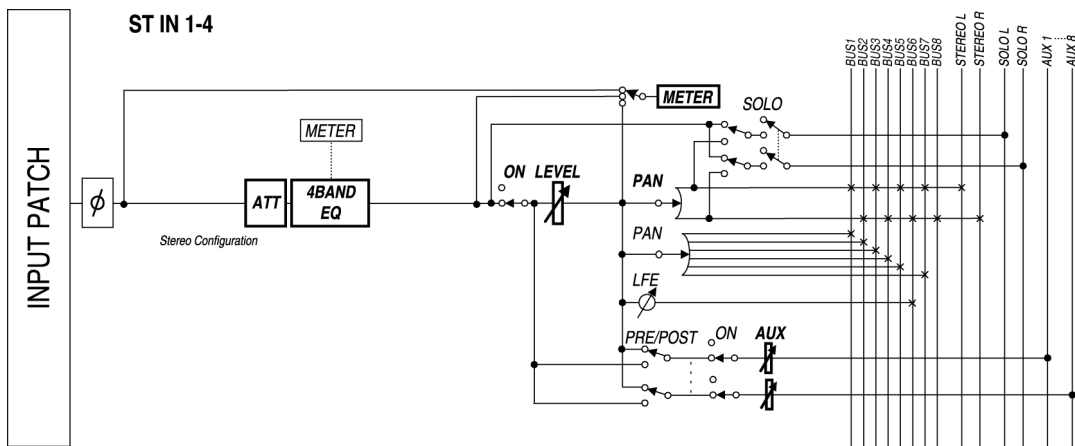 ST IN 1-4
INPUT PATCH
ϕ
METER
ATT
4BAND
EQ
Stereo Configuration
METER
SOLO
ON LEVEL
PAN
PAN
LFE
PRE/POST
ON
AUX
BUS1
BUS2
BUS3
BUS4
BUS5
BUS6
BUS7
BUS8
STEREO L
STEREO R
SOLO L
SOLO R
AUX 1
AUX 8